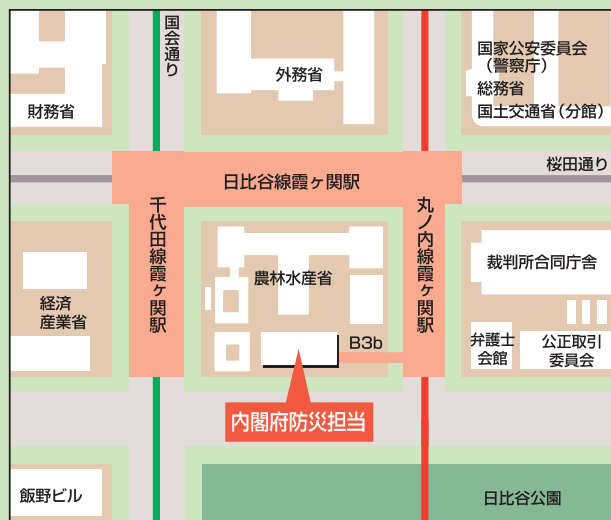 国会通り
外務省
国家公安委員会
（警察庁）
総務省
国土交通省（分館）
財務省
桜田通り
日比谷線霞ヶ関駅
千代田線霞ヶ関駅
丸ノ内線霞ヶ関駅
農林水産省
裁判所合同庁舎
経済
産業省
B3b
弁護士
会館
公正取引
委員会
内閣府防災担当
飯野ビル
日比谷公園